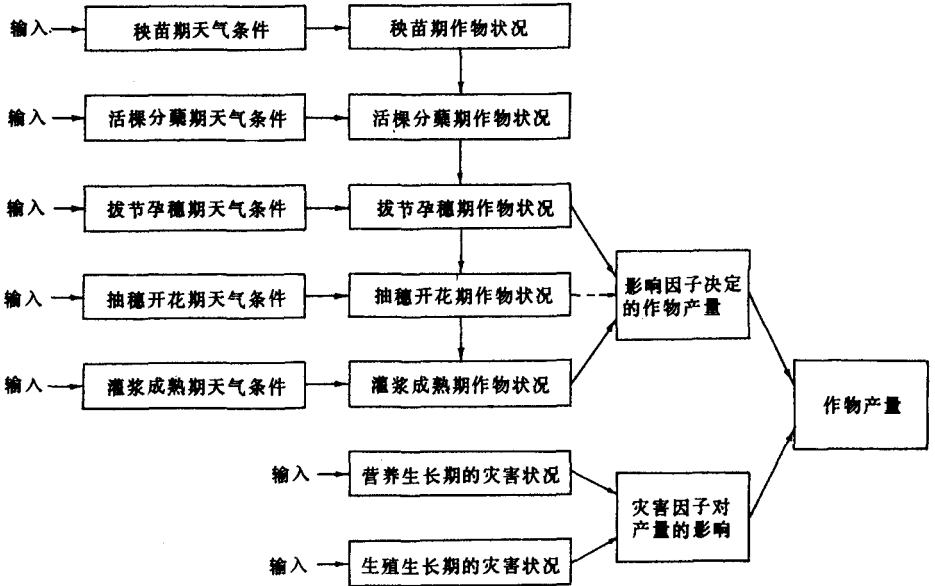 输入
秧苗期天气条件
秧苗期作物状况
输入
活棵分蘖期天气条件
活棵分蘖期作物状况
输入
拔节孕穗期天气条件
拔节孕穗期作物状况
输入
抽穗开花期天气条件
抽穗开花期作物状况
影响因子决定
的作物产量
输入
灌浆成熟期天气条件
灌浆成熟期作物状况
作物产量
输入
营养生长期的灾害状况
灾害因子对
产量的影响
输入
生殖生长期的灾害状况